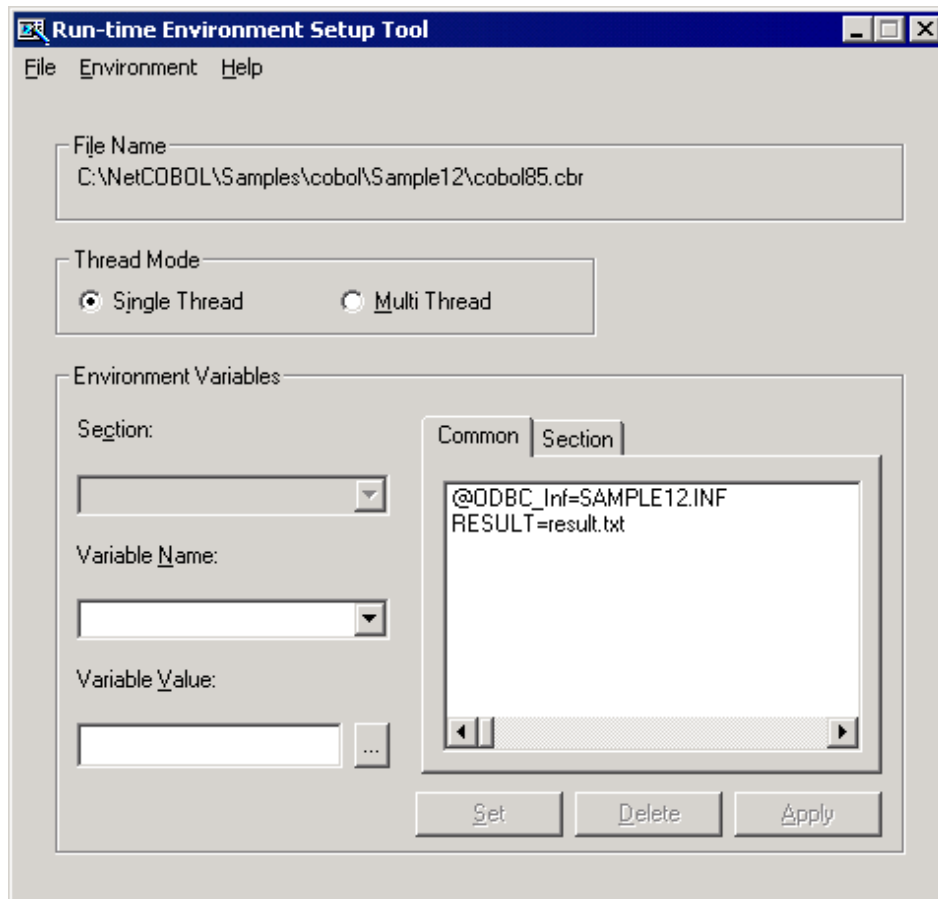 Run-time Environment Setup Tool
File Environment Help
File Name
C:\NetCOBOL\Samples\cobol\Sample12\cobol85.cbr
Thread Mode
Single Thread Multi Thread
Environment Variables
Section:
Variable Name:
Variable Value:
...
Common Section
@ODBC_Inf=SAMPLE12.INF
RESULT=result.txt
Set Delete Apply